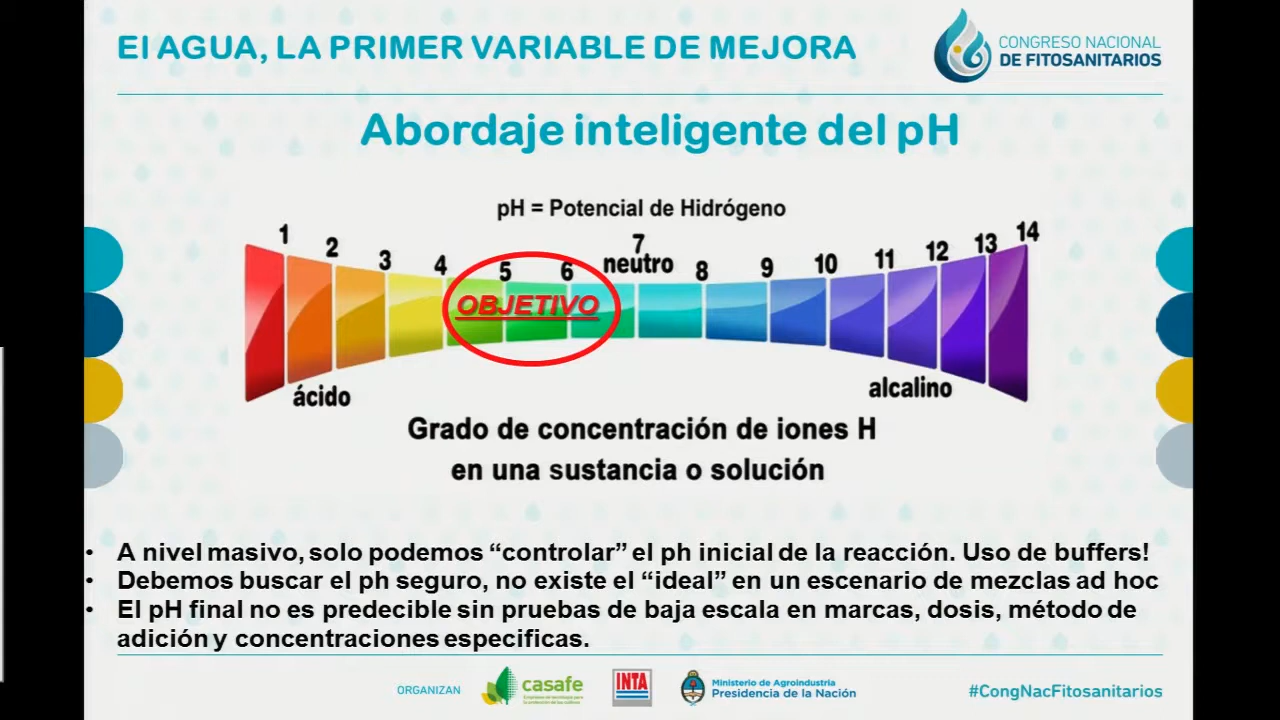 El AGUA, LA PRIMER VARIABLE DE MEJORA
CONGRESO NACIONAL
DE FITOSANITARIOS
Abordaje inteligente del pH
pH = Potencial de Hidrógeno
1 2 3 4 5 6 7 8 9 10 11 12 13 14
neutro
OBJETIVO
ácido
alcalino
Grado de concentración de iones H
en una sustancia o solución
• A nivel masivo, solo podemos “controlar” el ph inicial de la reacción. Uso de buffers!
• Debemos buscar el ph seguro, no existe el “ideal” en un escenario de mezclas ad hoc
• El pH final no es predecible sin pruebas de baja escala en marcas, dosis, método de
adición y concentraciones especificas.
ORGANIZAN
casafe
INTA
Ministerio de Agroindustria
Presidencia de la Nación
#CongNacFitosanitarios